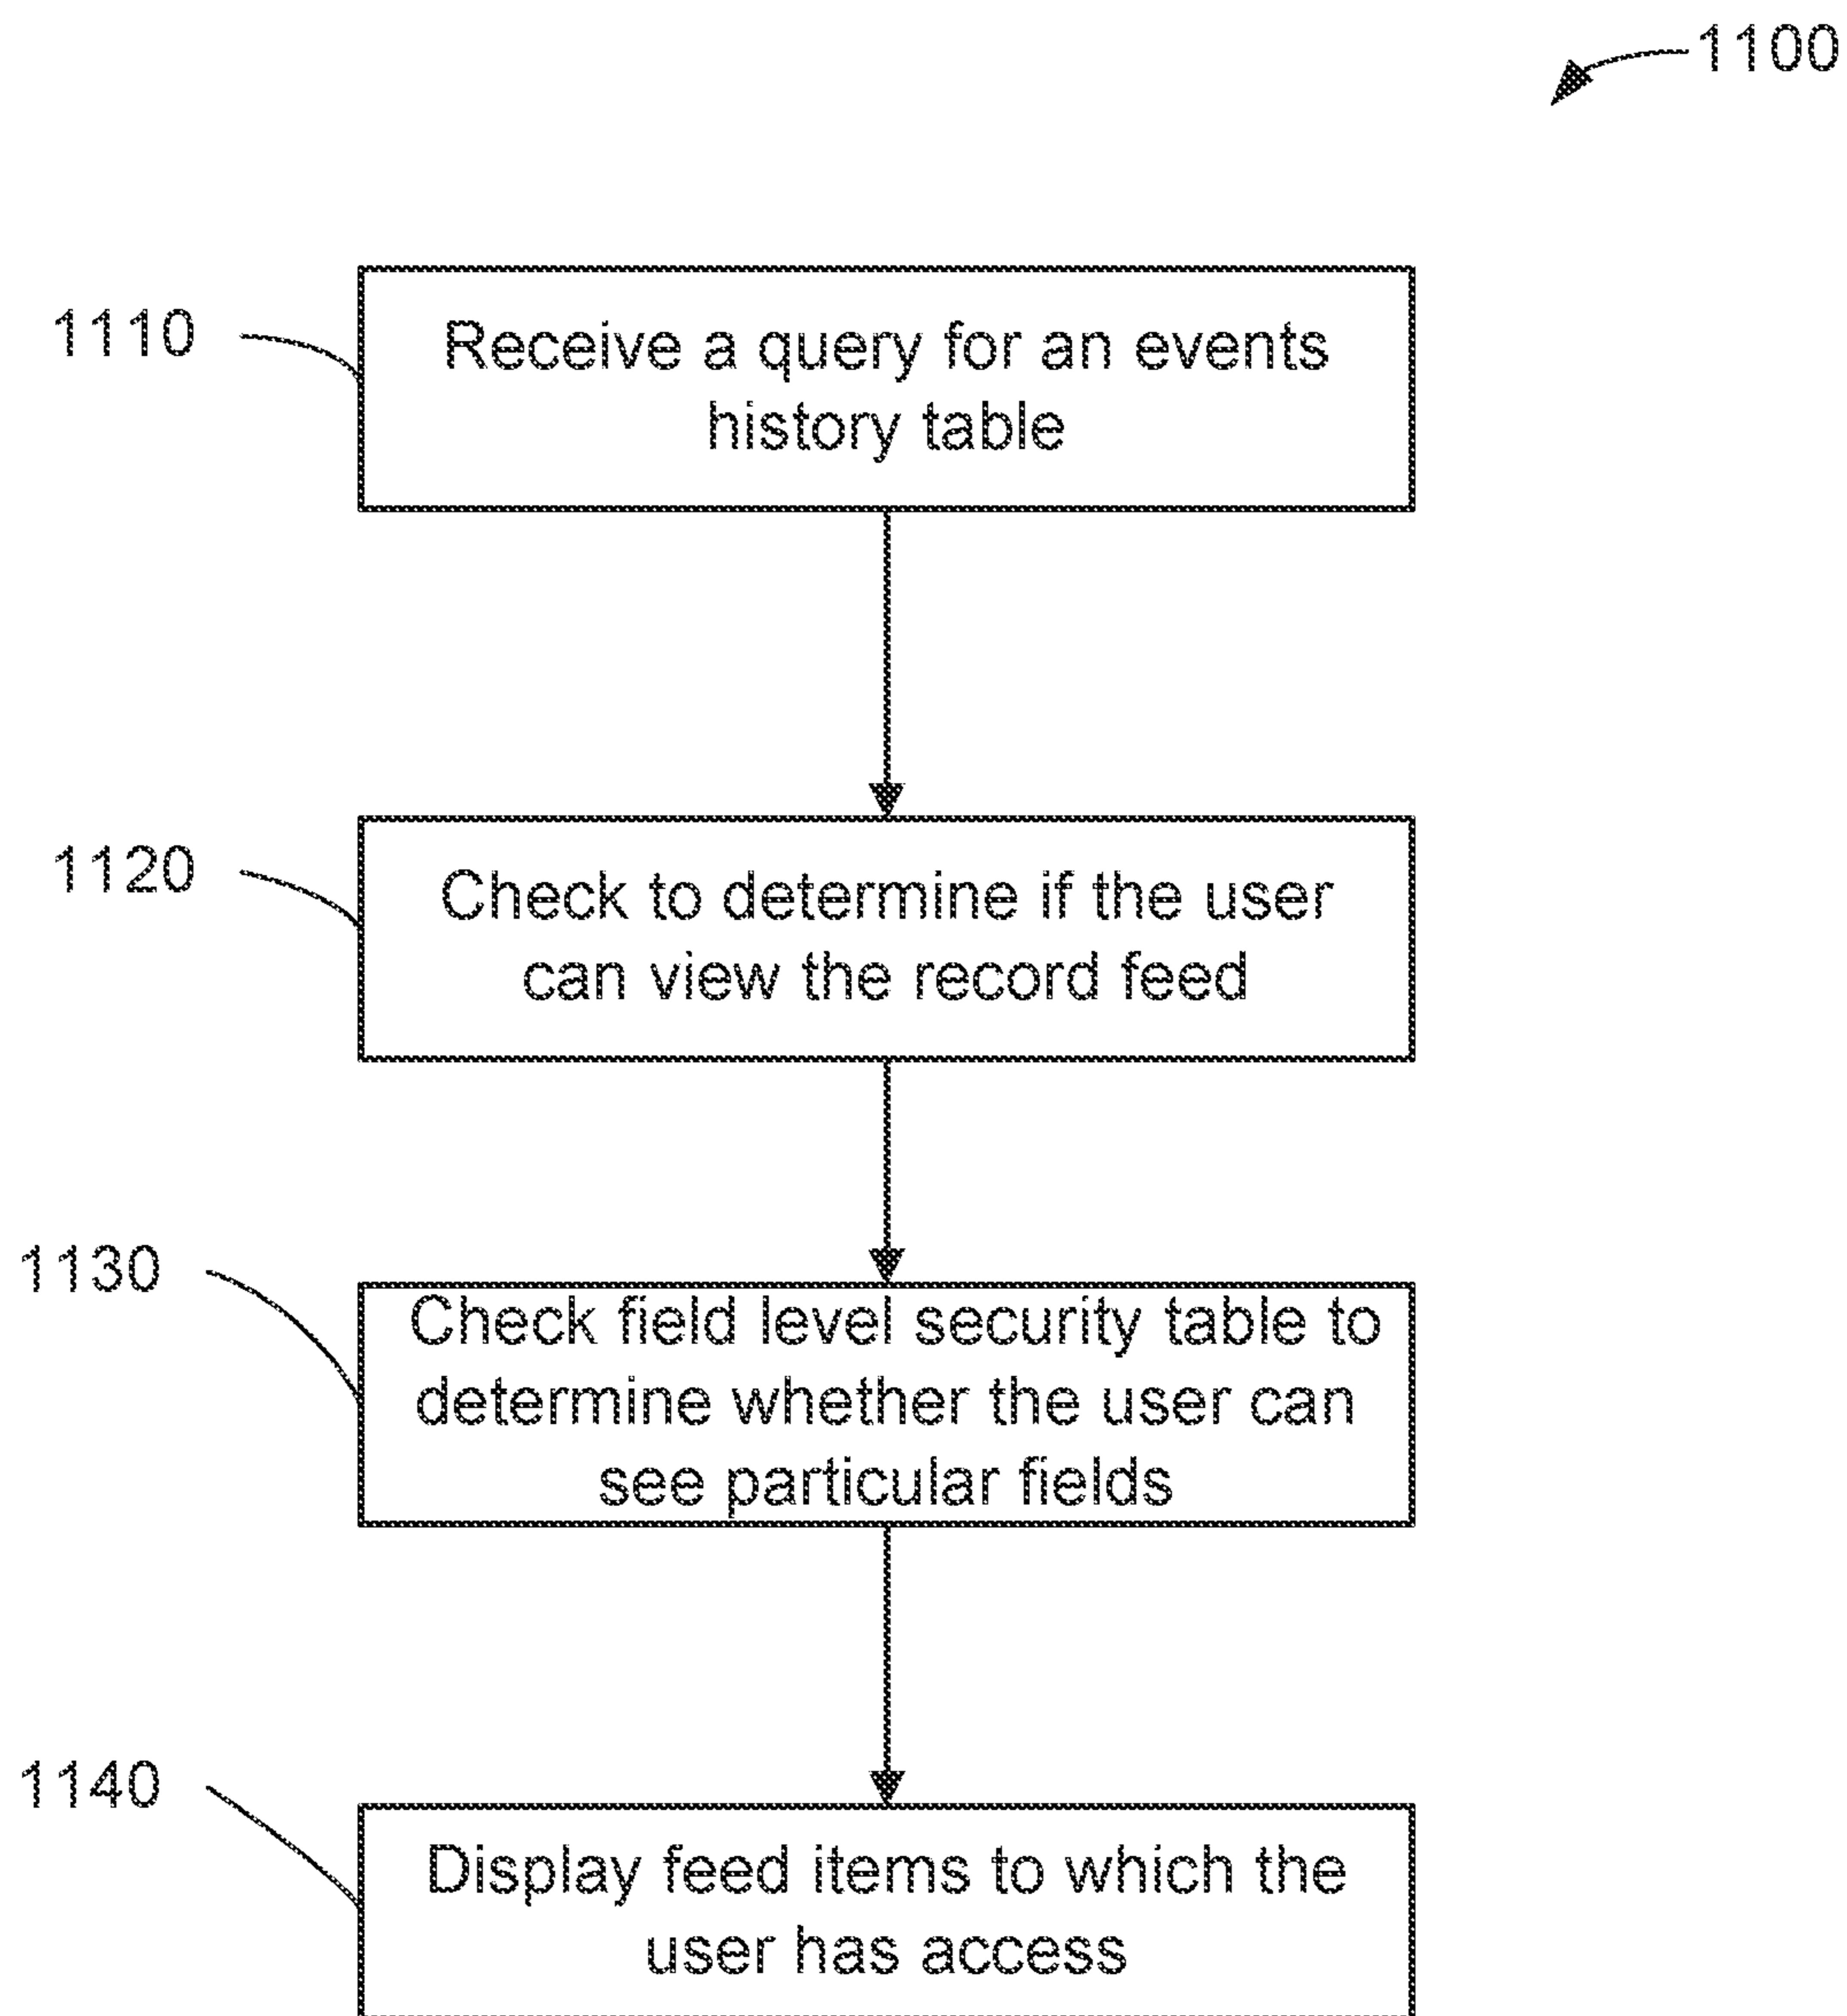 1100
1110
Receive a query for an events
history table
1120
Check to determine if the user
can view the record feed
1130
Check field level security table to
determine whether the user can
see particular fields
1140
Display feed items to which the
user has access